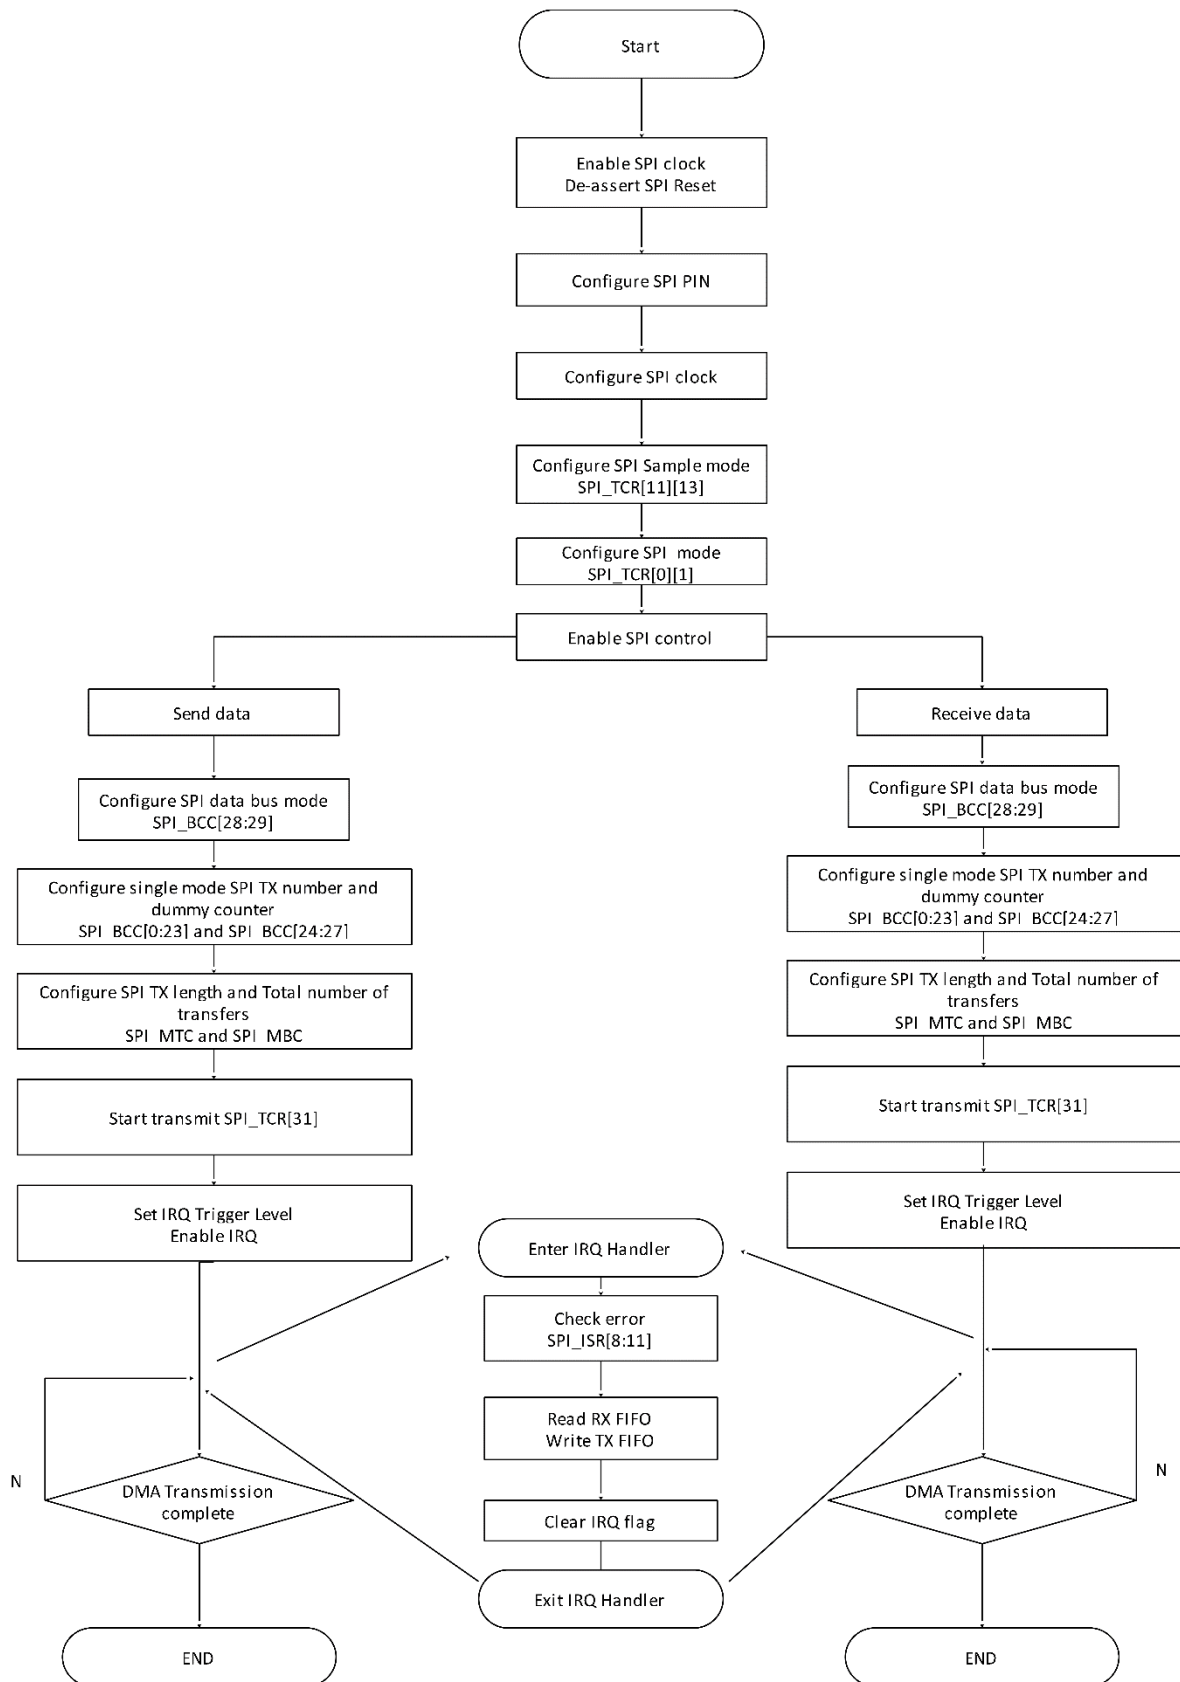 Start
Enable SPI clock
De-assert SPI Reset
Configure SPI PIN
Configure SPI clock
Configure SPI Sample mode
SPI_TCR[11][13]
Configure SPI mode
SPI_TCR[0][1]
Enable SPI control
Send data
Configure SPI data bus mode
SPI_BCC[28:29]
Configure single mode SPI TX number and
dummy counter
SPI_BCC[0:23] and SPI_BCC[24:27]
Configure SPI TX length and Total number of
transfers
SPI_MTC and SPI_MBC
Start transmit SPI_TCR[31]
Set IRQ Trigger Level
Enable IRQ
N
DMA Transmission
complete
END
Receive data
Configure SPI data bus mode
SPI_BCC[28:29]
Configure single mode SPI TX number and
dummy counter
SPI_BCC[0:23] and SPI_BCC[24:27]
Configure SPI TX length and Total number of
transfers
SPI_MTC and SPI_MBC
Start transmit SPI_TCR[31]
Set IRQ Trigger Level
Enable IRQ
N
DMA Transmission
complete
END
Enter IRQ Handler
Check error
SPI_ISR[8:11]
Read RX FIFO
Write TX FIFO
Clear IRQ flag
Exit IRQ Handler